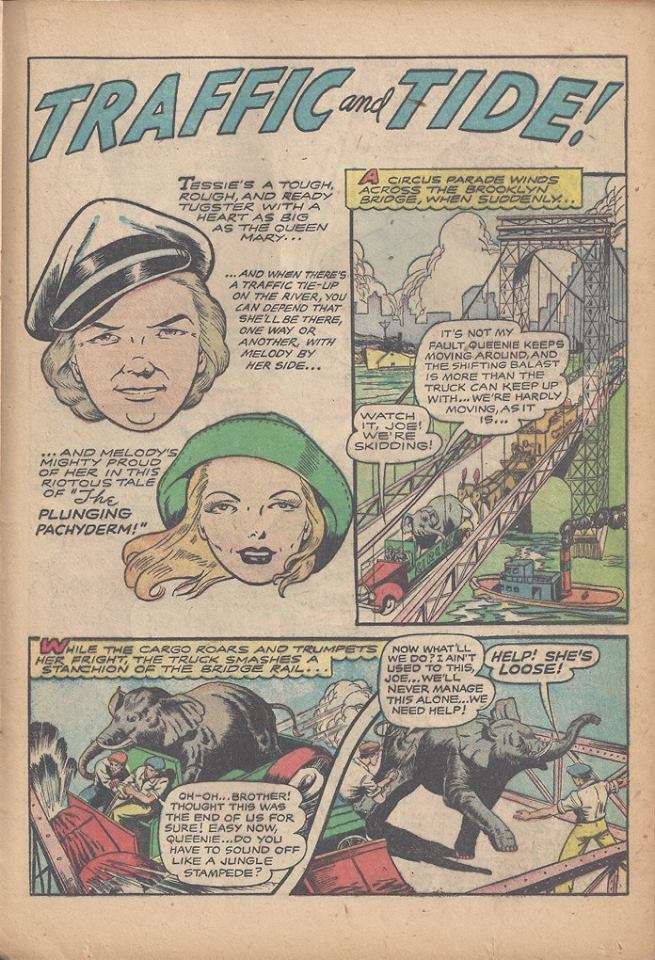 TRAFFIC and TIDE!
TESSIE'S A TOUGH,
ROUGH, AND READY
TUGSTER WITH A
HEART AS BIG
AS THE QUEEN
MARY...
...AND WHEN THERE'S
A TRAFFIC TIE-UP
ON THE RIVER, YOU
CAN DEPEND THAT
SHE'LL BE THERE,
ONE WAY OR
ANOTHER, WITH
MELODY BY
HER SIDE...
...AND MELODY'S
MIGHTY PROUD
OF HER IN THIS
RIOTOUS TALE
OF "The
PLUNGING
PACHYDERM!"
A CIRCUS PARADE WINDS
ACROSS THE BROOKLYN
BRIDGE, WHEN SUDDENLY...
IT'S NOT MY
FAULT QUEENIE KEEPS
MOVING AROUND, AND
THE SHIFTING BALAST
IS MORE THAN THE
TRUCK CAN KEEP UP
WITH... WE'RE HARDLY
MOVING, AS IT
IS...
WATCH
IT, JOE!
WE'RE
SKIDDING!
WHILE THE CARGO ROARS AND TRUMPETS
HER FRIGHT, THE TRUCK SMASHES A
STANCHION OF THE BRIDGE RAIL...
OH-OH... BROTHER!
THOUGHT THIS WAS
THE END OF US FOR
SURE! EASY NOW,
QUEENIE... DO YOU
HAVE TO SOUND OFF
LIKE A JUNGLE
STAMPEDE?
NOW WHAT'LL
WE DO? I AIN'T
USED TO THIS,
JOE... WE'LL
NEVER MANAGE
THIS ALONE... WE
NEED HELP!
HELP! SHE'S
LOOSE!